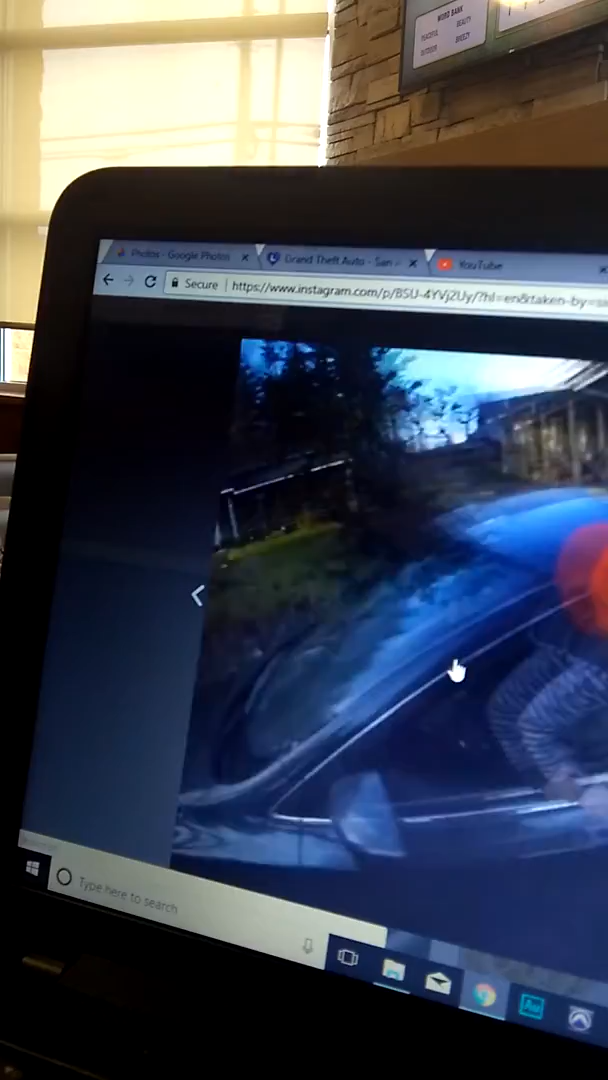 WORD BANK
PEACEFUL BEAUTY
OUTDOOR BREEZY
Photos - Google Photos
Grand Theft Auto - San A
YouTube
Secure
https://www.instagram.com/p/BSU-4YVj2Uy/?hl=en&taken-by=
Type here to search
Au